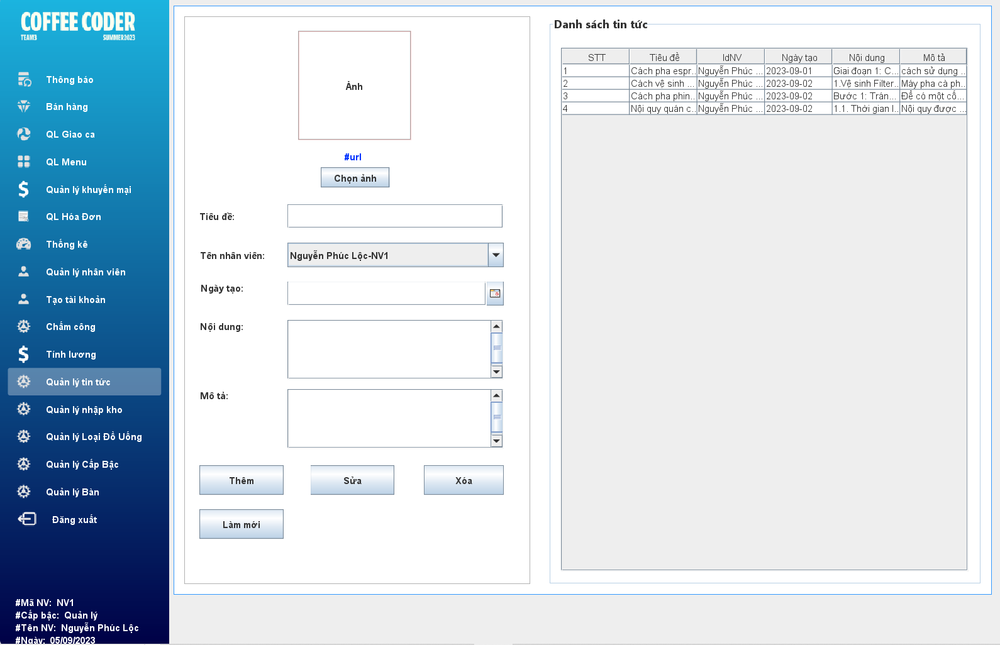 COFFEE CODER
TEAM3 SUMMER2023
Thông báo
Bán hàng
QL Giao ca
QL Menu
Quản lý khuyến mại
QL Hóa Đơn
Thống kê
Quản lý nhân viên
Tạo tài khoản
Chấm công
Tính lương
Quản lý tin tức
Quản lý nhập kho
Quản lý Loại Đồ Uống
Quản lý Cấp Bậc
Quản lý Bàn
Đăng xuất
#Mã NV: NV1
#Cấp bậc: Quản lý
#Tên NV: Nguyễn Phúc Lộc
#Ngày: 05/09/2023
Ảnh
#url
Chọn ảnh
Tiêu đề:
Tên nhân viên: Nguyễn Phúc Lộc-NV1
Ngày tạo:
Nội dung:
Mô tả:
Thêm Sửa Xóa
Làm mới
Danh sách tin tức
STT Tiêu đề IdNV Ngày tạo Nội dung Mô tả
1 Cách pha espr... Nguyễn Phúc ... 2023-09-01 Giai đoạn 1: C... cách sử dụng ...
2 Cách vệ sinh ... Nguyễn Phúc ... 2023-09-02 1.Vệ sinh Filter... Máy pha cà ph...
3 Cách pha phin... Nguyễn Phúc ... 2023-09-02 Bước 1: Trán... Để có một cố...
4 Nội quy quán c... Nguyễn Phúc ... 2023-09-02 1.1. Thời gian l... Nội quy được ...